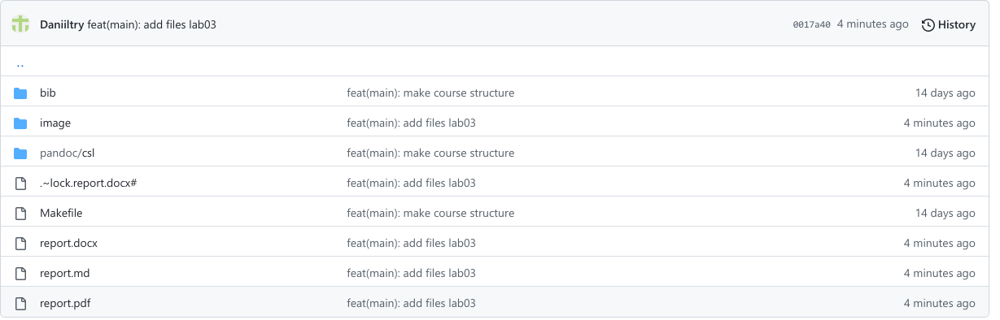 Daniiltry feat(main): add files lab03 0017a40 4 minutes ago History
..
bib feat(main): make course structure 14 days ago
image feat(main): add files lab03 4 minutes ago
pandoc/csl feat(main): make course structure 14 days ago
.~lock.report.docx# feat(main): add files lab03 4 minutes ago
Makefile feat(main): make course structure 14 days ago
report.docx feat(main): add files lab03 4 minutes ago
report.md feat(main): add files lab03 4 minutes ago
report.pdf feat(main): add files lab03 4 minutes ago